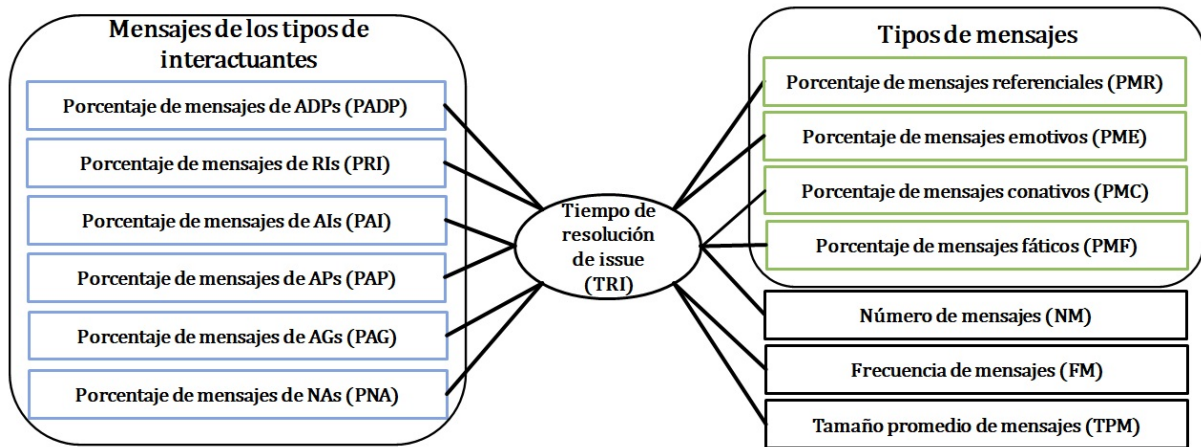 Mensajes de los tipos de
interactuantes
Porcentaje de mensajes de ADPs (PADP)
Porcentaje de mensajes de RIs (PRI)
Porcentaje de mensajes de AIs (PAI)
Porcentaje de mensajes de APs (PAP)
Porcentaje de mensajes de AGs (PAG)
Porcentaje de mensajes de NAs (PNA)
Tiempo de
resolución
de issue
(TRI)
Tipos de mensajes
Porcentaje de mensajes referenciales (PMR)
Porcentaje de mensajes emotivos (PME)
Porcentaje de mensajes conativos (PMC)
Porcentaje de mensajes fáticos (PMF)
Número de mensajes (NM)
Frecuencia de mensajes (FM)
Tamaño promedio de mensajes (TPM)